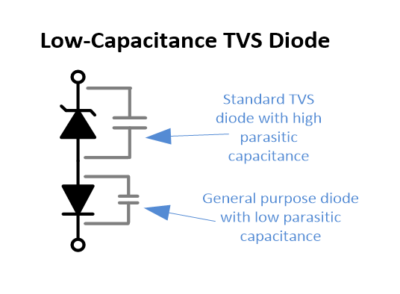 Low-Capacitance TVS Diode
Standard TVS
diode with high
parasitic
capacitance
General purpose diode
with low parasitic
capacitance